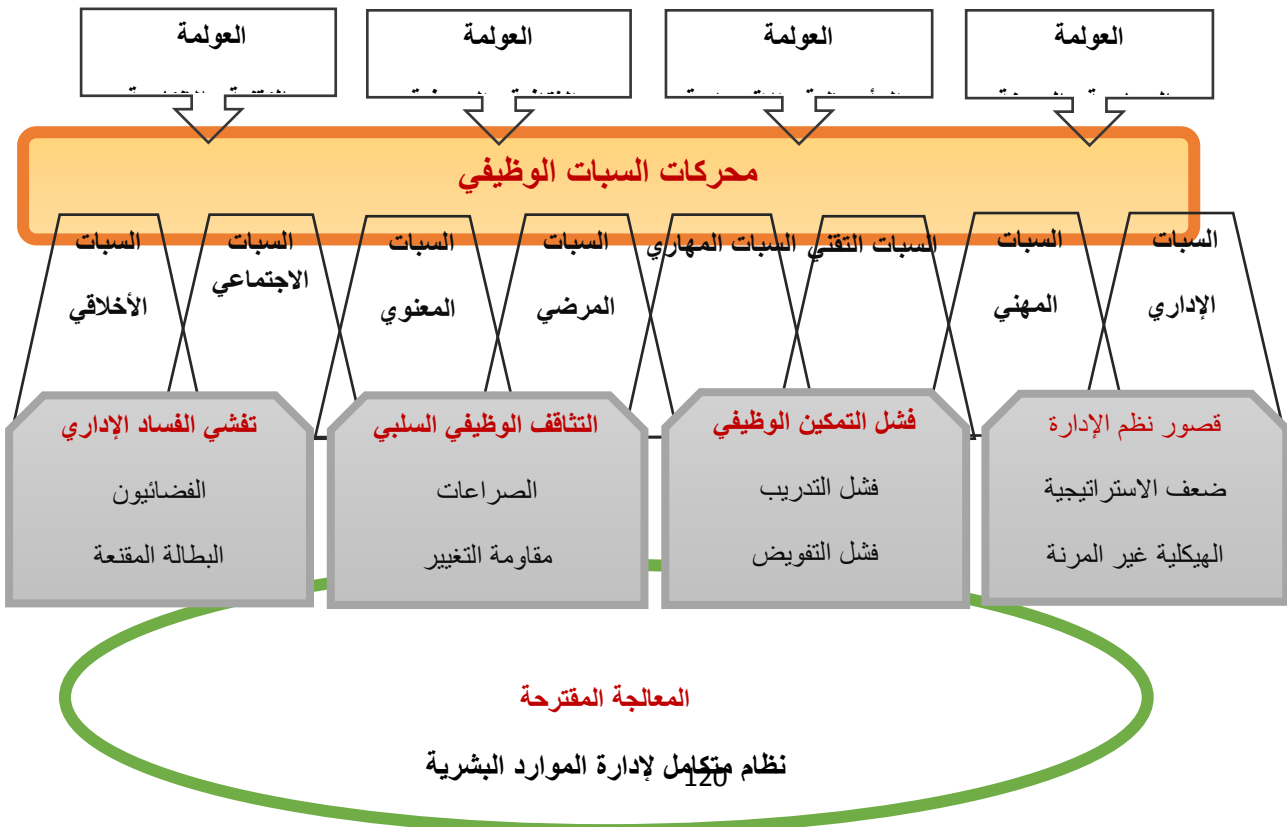 العولمة
العولمة
العولمة
العولمة
محركات السبات الوظيفي
السبات
الإداري
السبات
المهني
السبات التقني
السبات المهاري
السبات
المرضي
السبات
المعنوي
السبات
الاجتماعي
السبات
الأخلاقي
قصور نظم الإدارة
ضعف الاستراتيجية
الهيكلية غير المرنة
فشل التمكين الوظيفي
فشل التدريب
فشل التفويض
التثاقف الوظيفي السلبي
الصراعات
مقاومة التغيير
تفشي الفساد الإداري
الفضائيون
البطالة المقنعة
المعالجة المقترحة
نظام متكامل لإدارة الموارد البشرية
120